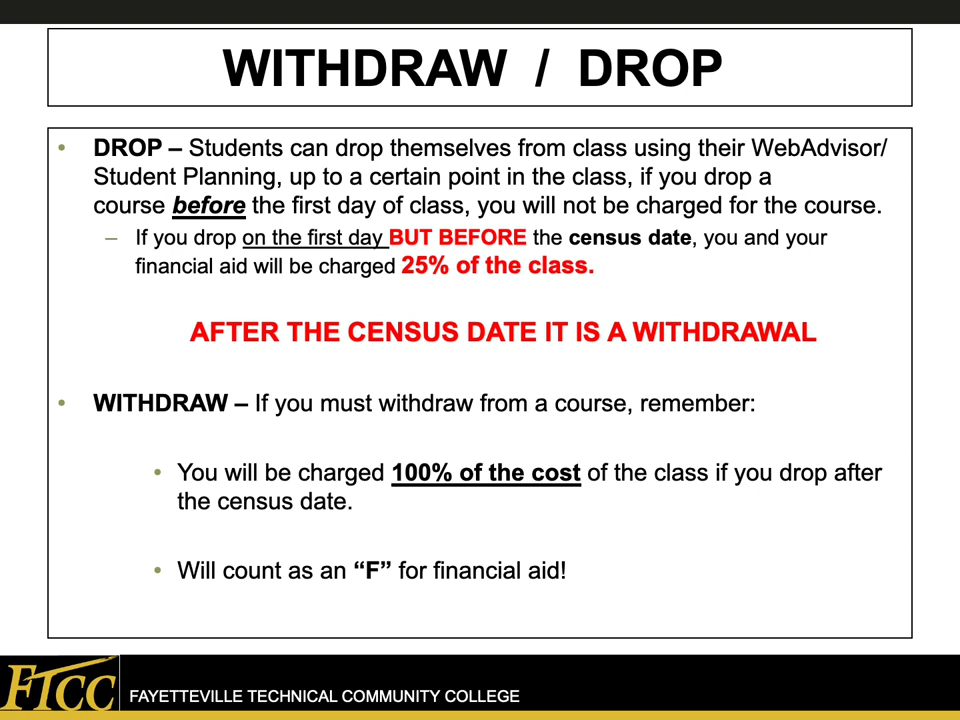 WITHDRAW / DROP
• DROP – Students can drop themselves from class using their WebAdvisor/
Student Planning, up to a certain point in the class, if you drop a
course before the first day of class, you will not be charged for the course.
– If you drop on the first day BUT BEFORE the census date, you and your
financial aid will be charged 25% of the class.
AFTER THE CENSUS DATE IT IS A WITHDRAWAL
• WITHDRAW – If you must withdraw from a course, remember:
• You will be charged 100% of the cost of the class if you drop after
the census date.
• Will count as an “F” for financial aid!
FTCC
FAYETTEVILLE TECHNICAL COMMUNITY COLLEGE